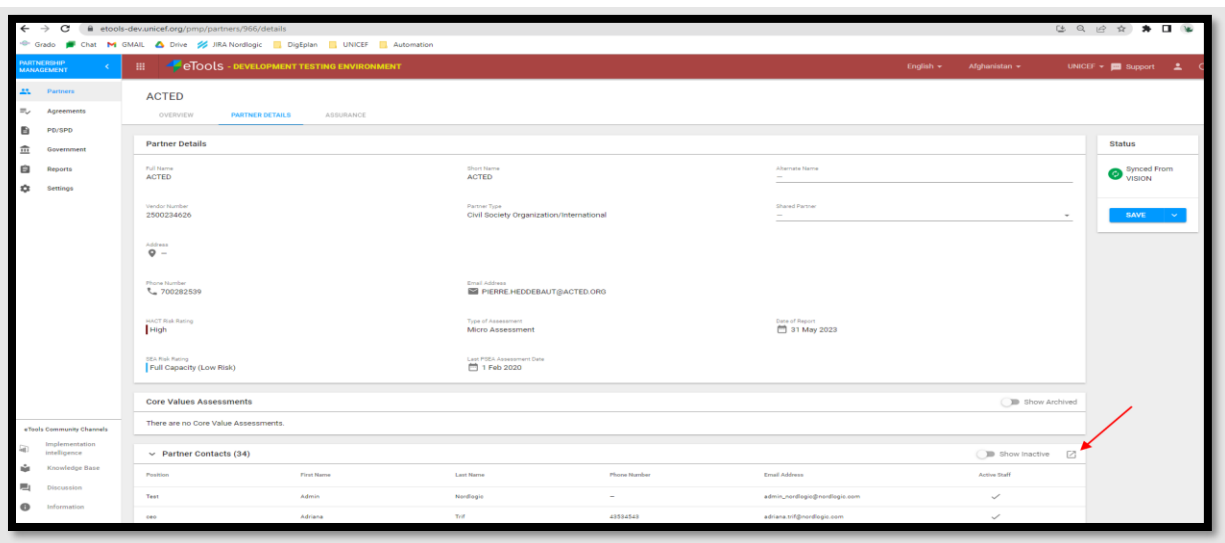 etools-dev.unicef.org/pmp/partners/966/details
Grado Chat GMAIL Drive JIRA Nordlogic DigEplan UNICEF Automation
PARTNERSHIP MANAGEMENT
eTools - DEVELOPMENT TESTING ENVIRONMENT English Afghanistan UNICEF Support
Partners
Agreements
PD/SPD
Government
Reports
Settings
eTools Community Channels
Implementation Intelligence
Knowledge Base
Discussion
Information
ACTED
OVERVIEW PARTNER DETAILS ASSURANCE
Partner Details
Full Name Short Name Alternate Name
ACTED ACTED —
Vendor Number Partner Type Shared Partner
2500234626 Civil Society Organization/International —
Address
—
Phone Number Email Address
700282539 PIERRE.HEDDEBAUT@ACTED.ORG
HACT Risk Rating Type of Assessment Date of Report
High Micro Assessment 31 May 2023
SEA Risk Rating Last PSEA Assessment Date
Full Capacity (Low Risk) 1 Feb 2020
Status
Synced From
VISION
SAVE
Core Values Assessments Show Archived
There are no Core Value Assessments.
Partner Contacts (34) Show Inactive
Position First Name Last Name Phone Number Email Address Active Staff
Test Admin Nordlogic — admin_nordlogic@nordlogic.com
ceo Adriana Trif 43534543 adriana.trif@nordlogic.com